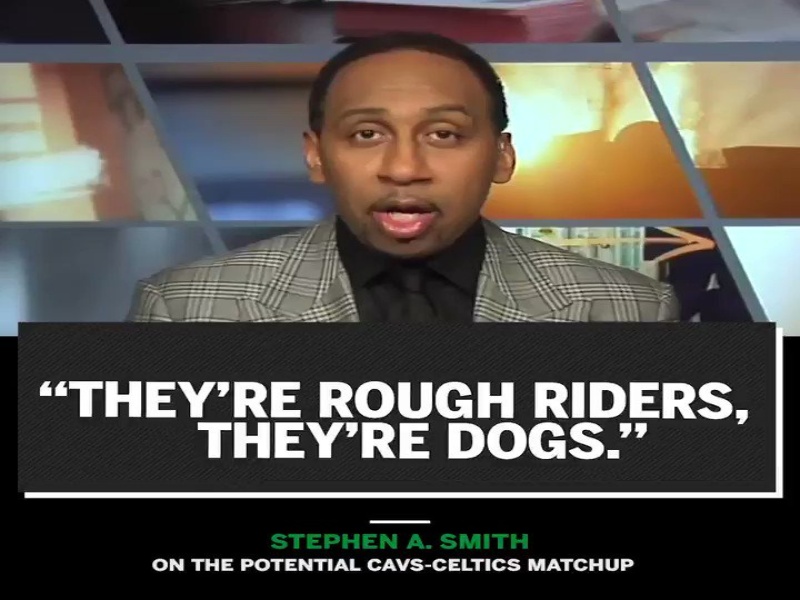 “THEY’RE ROUGH RIDERS,
THEY’RE DOGS.”
STEPHEN A. SMITH
ON THE POTENTIAL CAVS-CELTICS MATCHUP